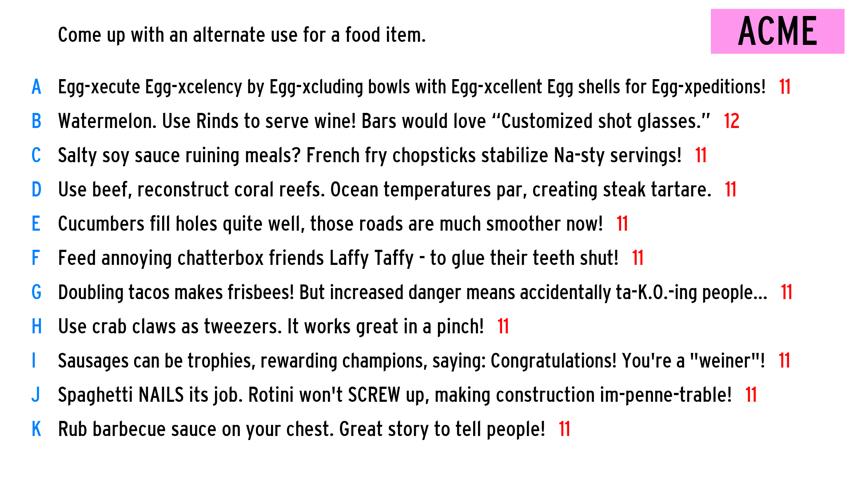 Come up with an alternate use for a food item.
ACME
A Egg-xecute Egg-xcelency by Egg-xcluding bowls with Egg-xcellent Egg shells for Egg-xpeditions! 11
B Watermelon. Use Rinds to serve wine! Bars would love “Customized shot glasses.” 12
C Salty soy sauce ruining meals? French fry chopsticks stabilize Na-sty servings! 11
D Use beef, reconstruct coral reefs. Ocean temperatures par, creating steak tartare. 11
E Cucumbers fill holes quite well, those roads are much smoother now! 11
F Feed annoying chatterbox friends Laffy Taffy - to glue their teeth shut! 11
G Doubling tacos makes frisbees! But increased danger means accidentally ta-K.O.-ing people... 11
H Use crab claws as tweezers. It works great in a pinch! 11
I Sausages can be trophies, rewarding champions, saying: Congratulations! You're a "weiner"! 11
J Spaghetti NAILS its job. Rotini won't SCREW up, making construction im-penne-trable! 11
K Rub barbecue sauce on your chest. Great story to tell people! 11